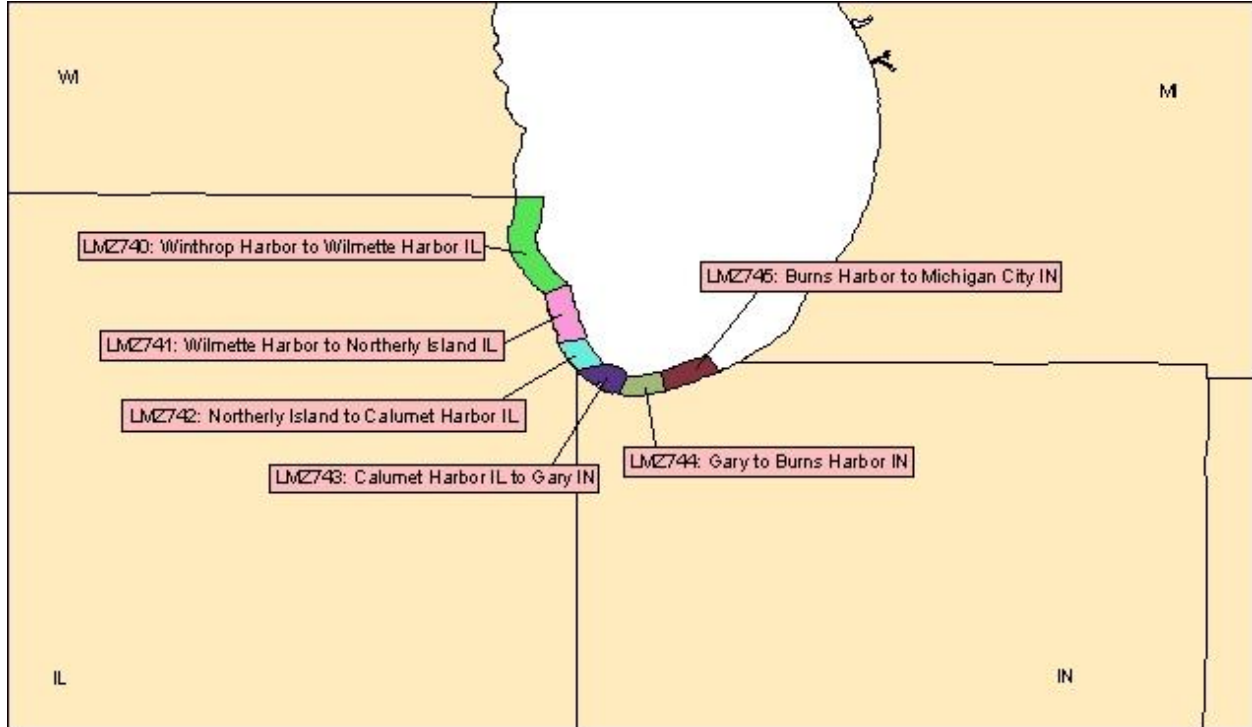 WI
MI
LMZ740: Winthrop Harbor to Wilmette Harbor IL
LMZ745: Burns Harbor to Michigan City IN
LMZ741: Wilmette Harbor to Northerly Island IL
LMZ742: Northerly Island to Calumet Harbor IL
LMZ744: Gary to Burns Harbor IN
LMZ743: Calumet Harbor IL to Gary IN
IL
IN